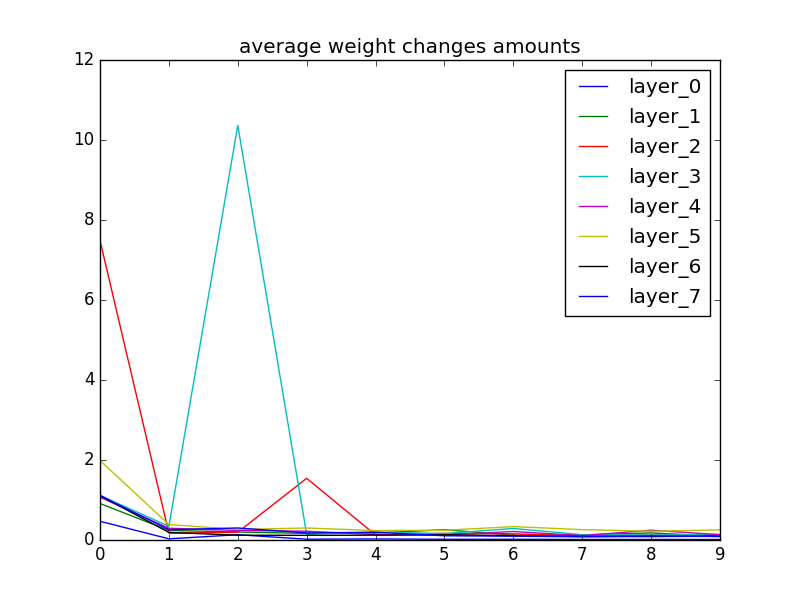 average weight changes amounts
12
10
8
6
4
2
0
layer_0
layer_1
layer_2
layer_3
layer_4
layer_5
layer_6
layer_7
0 1 2 3 4 5 6 7 8 9